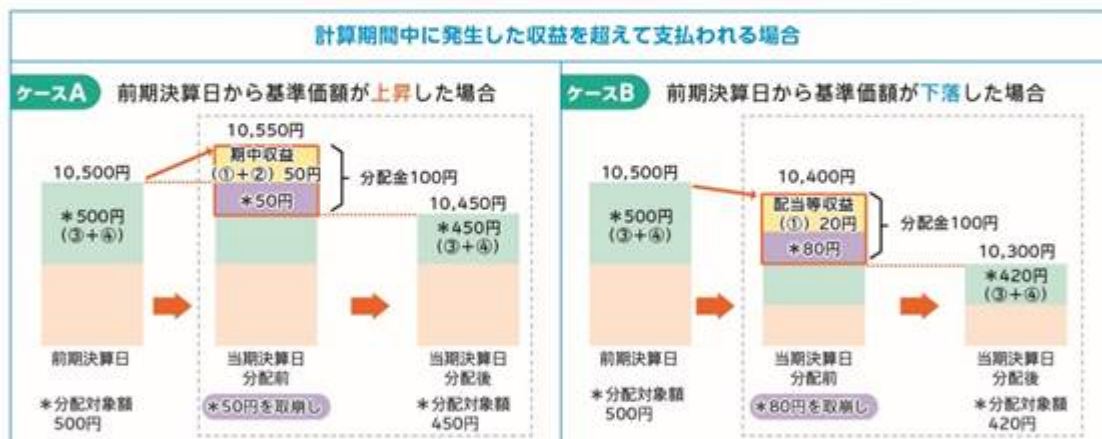 計算期間中に発生した収益を超えて支払われる場合
ケースA
前期決算日から基準価額が上昇した場合
10,500円
*500円
(③+④)
10,550円
期中収益
(①+②) 50円
*50円
分配金100円
10,450円
*450円
(③+④)
前期決算日
当期決算日
分配前
当期決算日
分配後
*分配対象額
500円
*50円を取崩し
*分配対象額
450円
ケースB
前期決算日から基準価額が下落した場合
10,500円
*500円
(③+④)
10,400円
配当等収益
(①) 20円
*80円
分配金100円
10,300円
*420円
(③+④)
前期決算日
当期決算日
分配前
当期決算日
分配後
*分配対象額
500円
*80円を取崩し
*分配対象額
420円